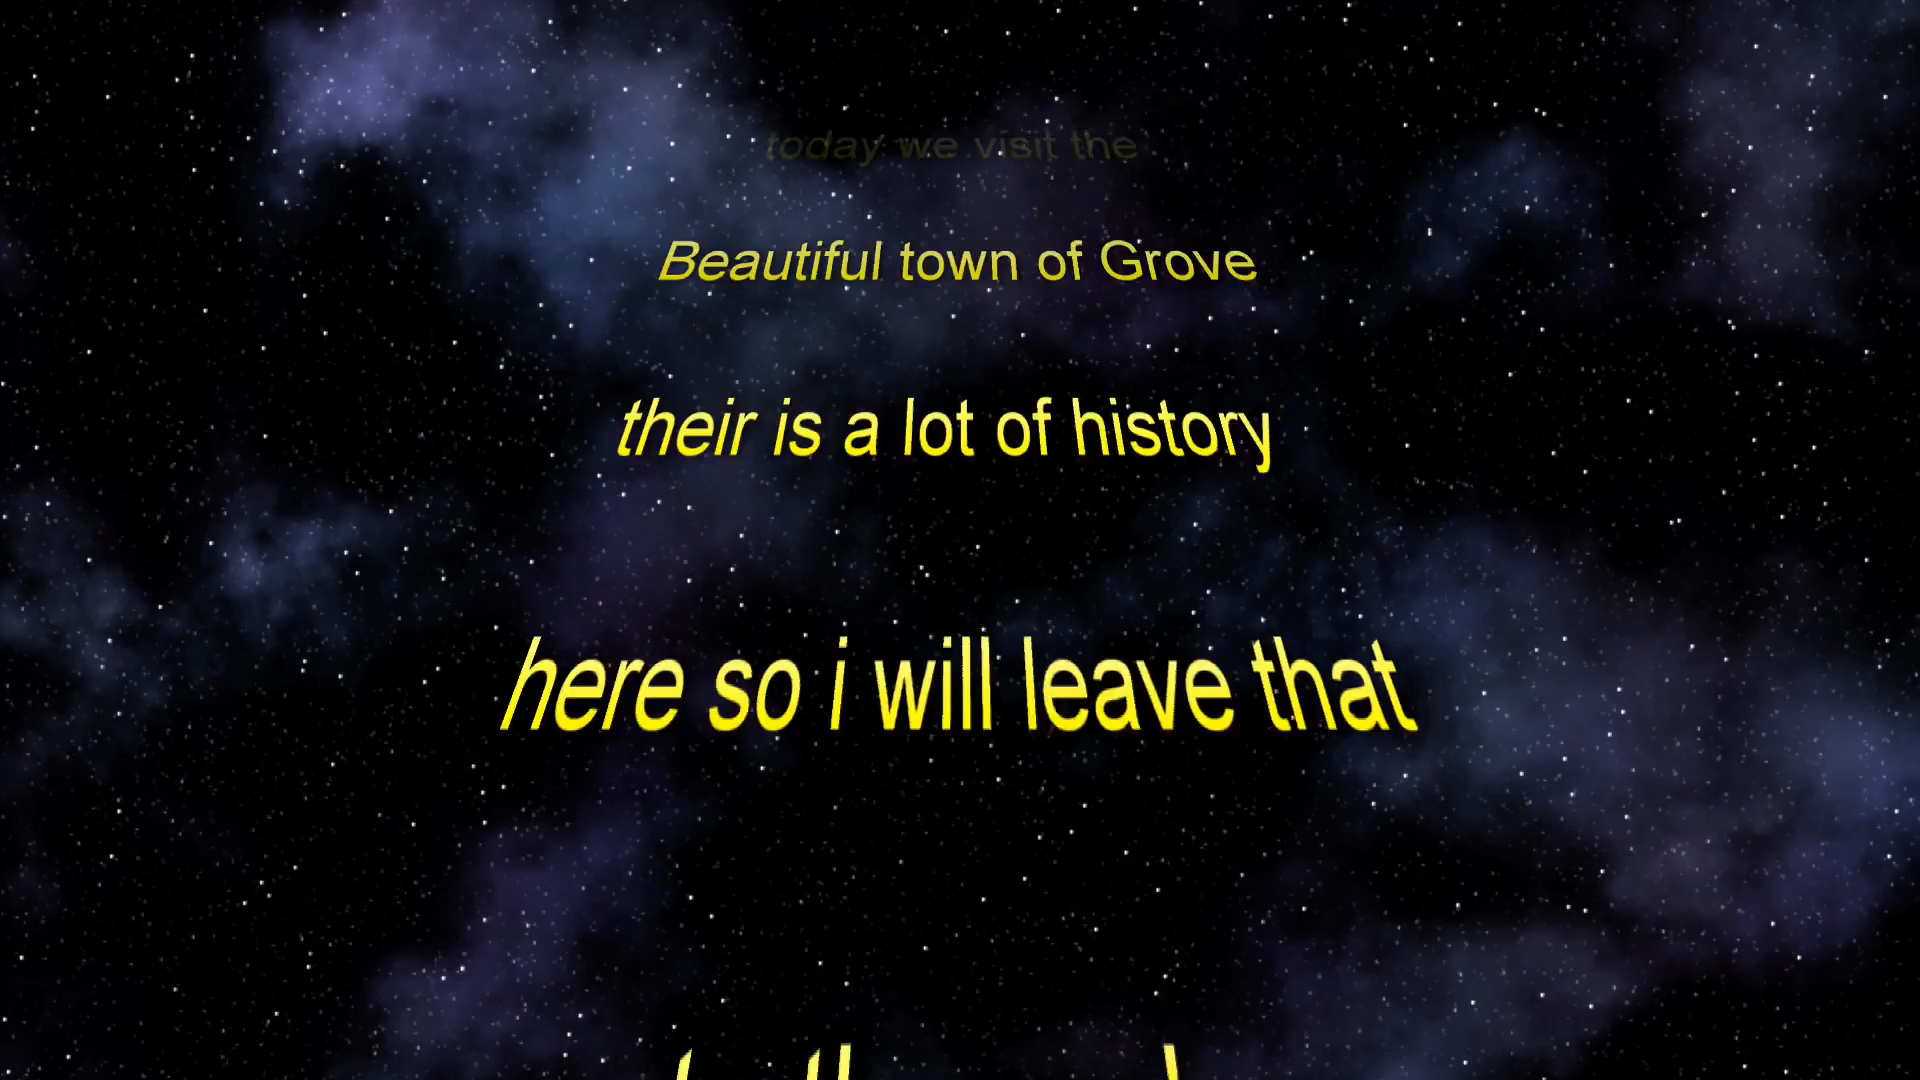 today we visit the
Beautiful town of Grove
their is a lot of history
here so i will leave that